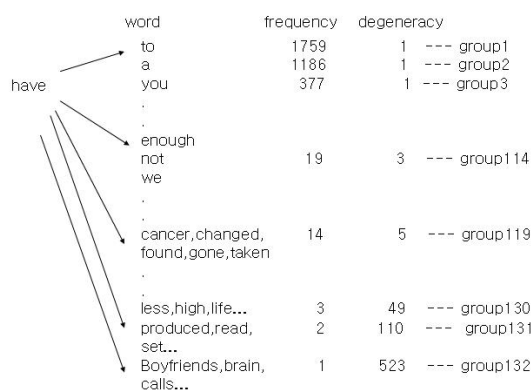 word frequency degeneracy
to 1759 1 --- group1
a 1186 1 --- group2
have you 377 1 --- group3
.
.
enough
not 19 3 --- group114
we
.
.
cancer,changed, 14 5 --- group119
found,gone,taken
.
.
less,high,life... 3 49 --- group130
produced,read, 2 110 --- group131
set...
Boyfriends,brain, 1 523 --- group132
calls...